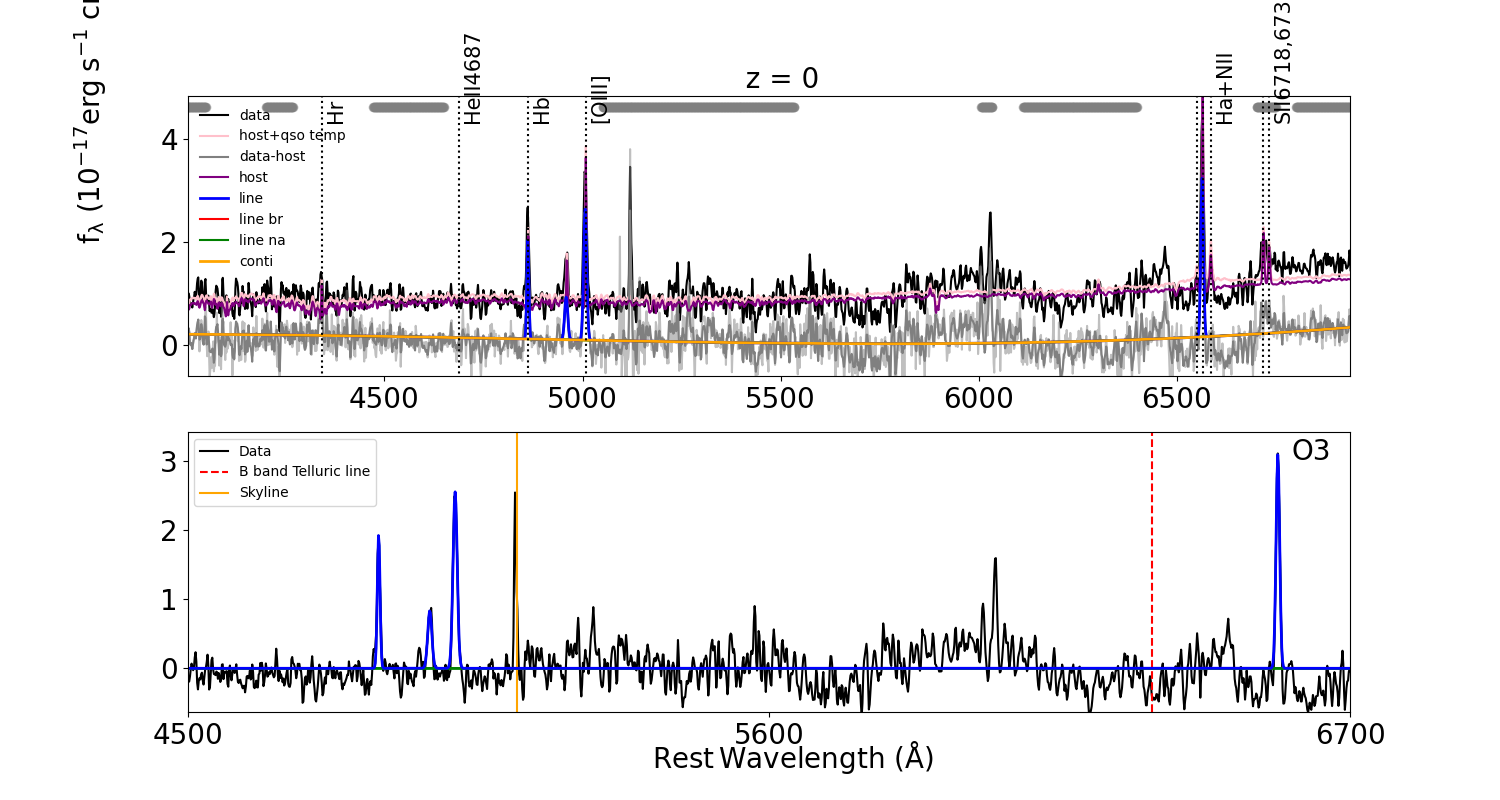 z = 0
f_λ (10^−17 erg s^−1 c
Hr
HeII4687
Hb
[OIII]
Ha+NII
SII6718,673
data
host+qso temp
data-host
host
line
line br
line na
conti
4
2
0
4500
5000
5500
6000
6500
Data
B band Telluric line
Skyline
O3
3
2
1
0
4500
5600
6700
Rest Wavelength (Å)